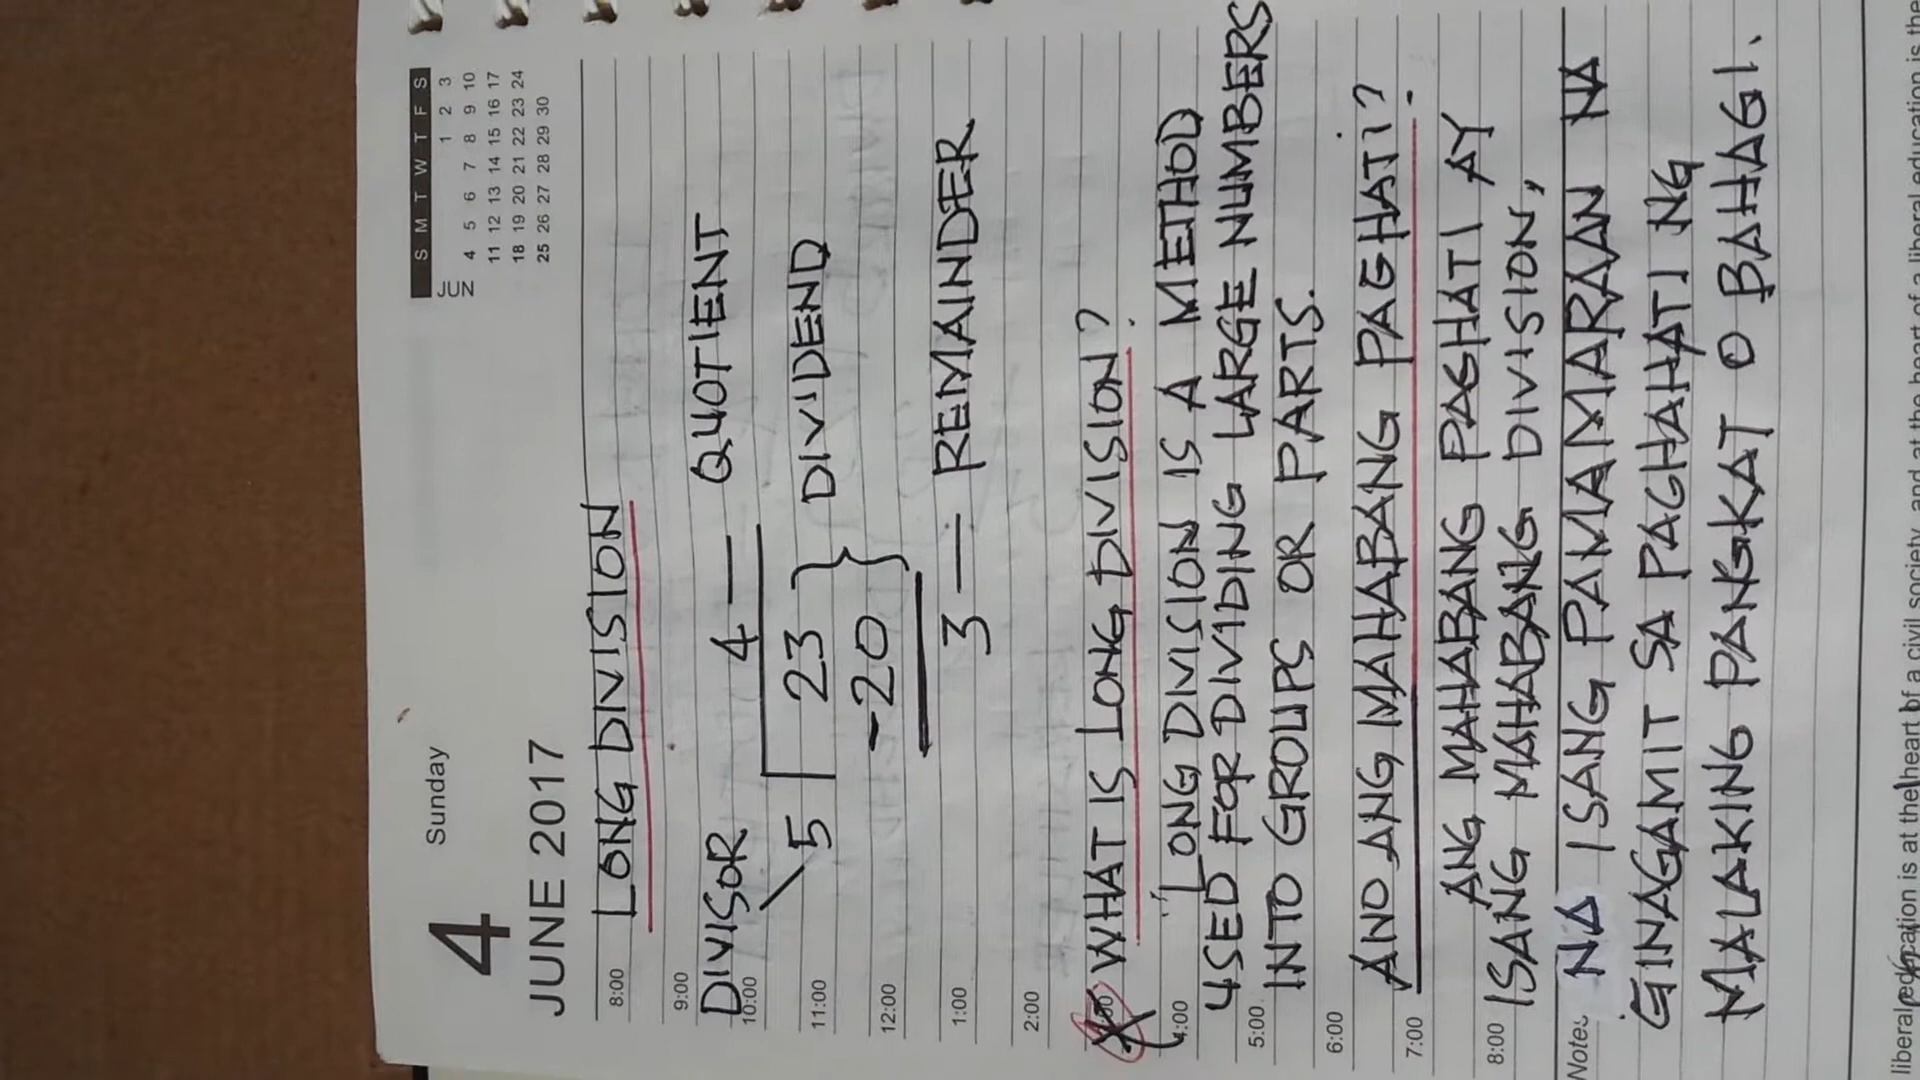 4 Sunday
JUNE 2017
S M T W T F S
JUN 1 2 3
4 5 6 7 8 9 10
11 12 13 14 15 16 17
18 19 20 21 22 23 24
25 26 27 28 29 30
8:00 LONG DIVISION
9:00
DIVISOR 4 — QUOTIENT
10:00
11:00 5 23 } DIVIDEND
12:00 -20 }
1:00 3 — REMAINDER
2:00
WHAT IS LONG DIVISION?
4:00 LONG DIVISION IS A METHOD
USED FOR DIVIDING LARGE NUMBERS
5:00 INTO GROUPS OR PARTS.
6:00
7:00 ANO ANG MAHABANG PAGHATI?
ANG MAHABANG PAGHATI AY
8:00 ISANG MAHABANG DIVISION,
Notes NA ISANG PAMAMARAAN NA
GINAGAMIT SA PAGHAHATI NG
MALAKING PANGKAT O BAHAGI.
education is at the heart of a civil society, and at the heart of a liberal education is the